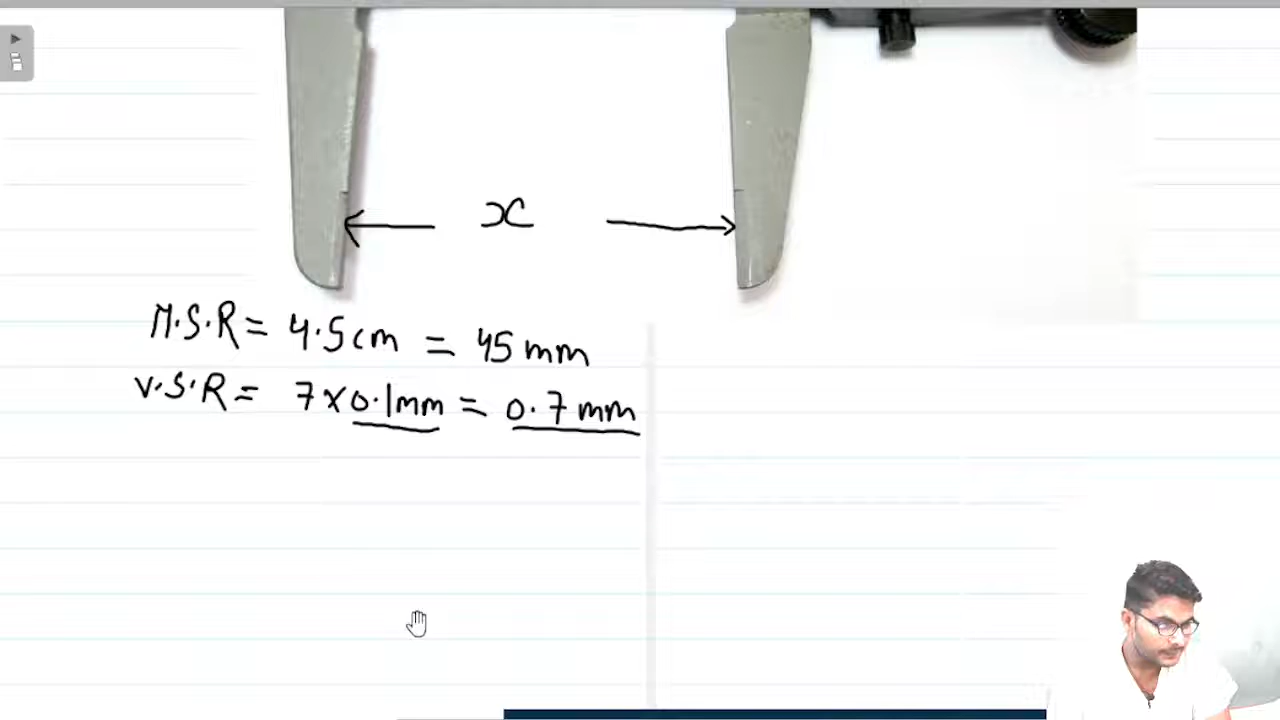 x
M.S.R = 4.5cm = 45 mm
V.S.R = 7 x 0.1mm = 0.7 mm